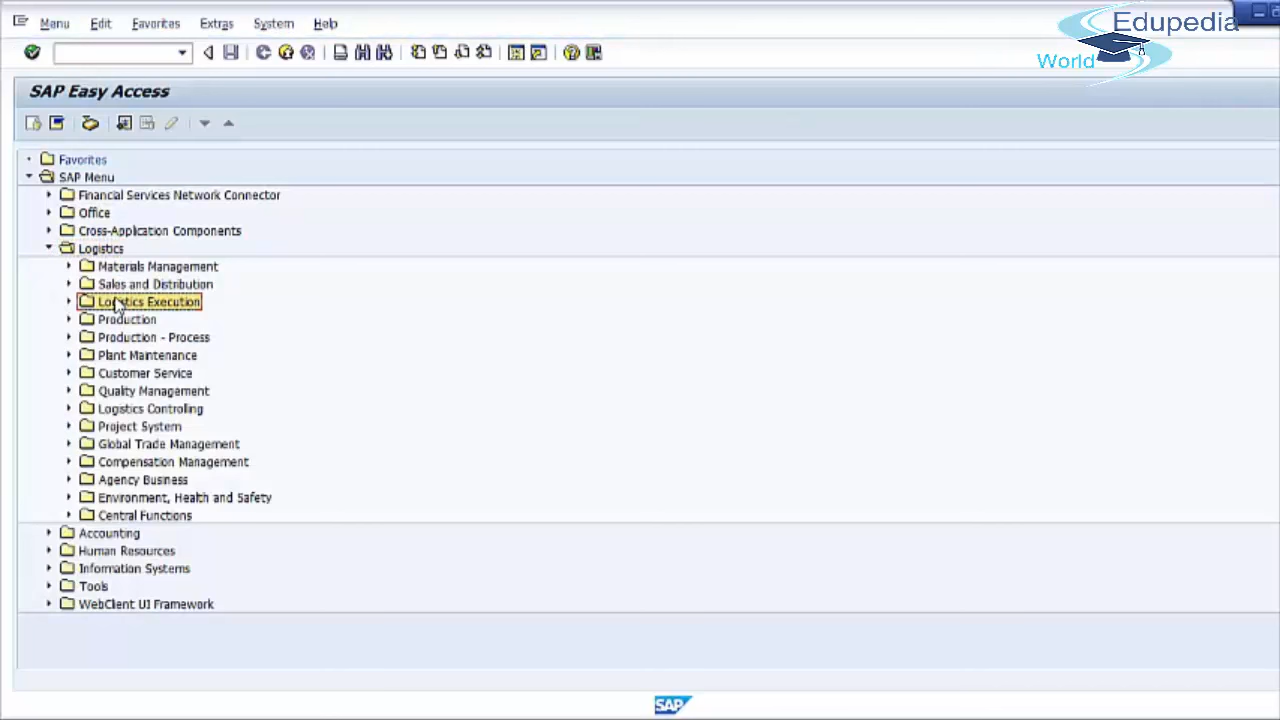 Menu Edit Favorites Extras System Help
Edupedia
World
SAP Easy Access
Favorites
SAP Menu
Financial Services Network Connector
Office
Cross-Application Components
Logistics
Materials Management
Sales and Distribution
Logistics Execution
Production
Production - Process
Plant Maintenance
Customer Service
Quality Management
Logistics Controlling
Project System
Global Trade Management
Compensation Management
Agency Business
Environment, Health and Safety
Central Functions
Accounting
Human Resources
Information Systems
Tools
WebClient UI Framework
SAP